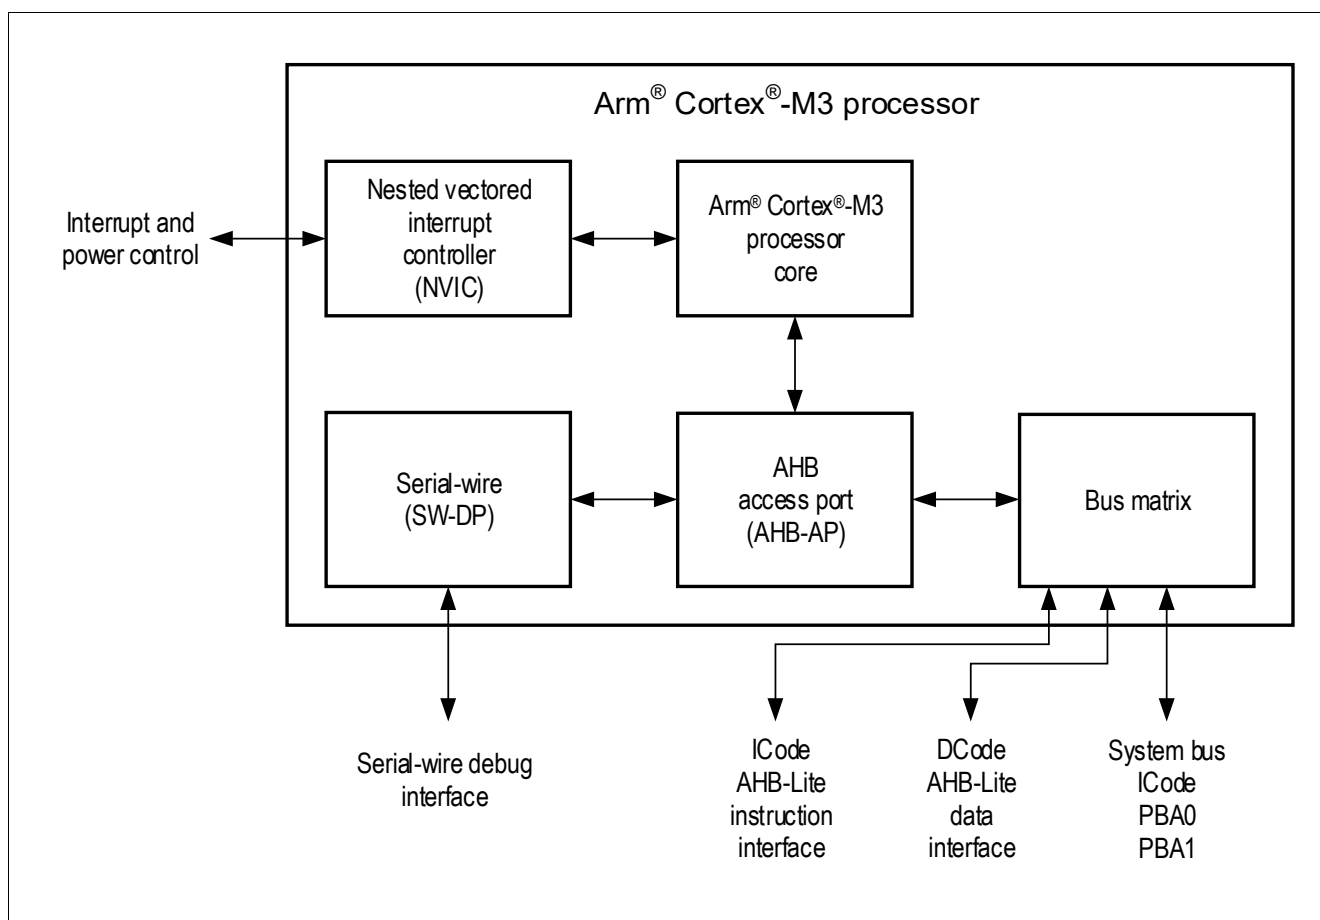 Arm® Cortex®-M3 processor
Nested vectored
interrupt
controller
(NVIC)
Arm® Cortex®-M3
processor
core
Interrupt and
power control
Serial-wire
(SW-DP)
AHB
access port
(AHB-AP)
Bus matrix
Serial-wire debug
interface
ICode
AHB-Lite
instruction
interface
DCode
AHB-Lite
data
interface
System bus
ICode
PBA0
PBA1